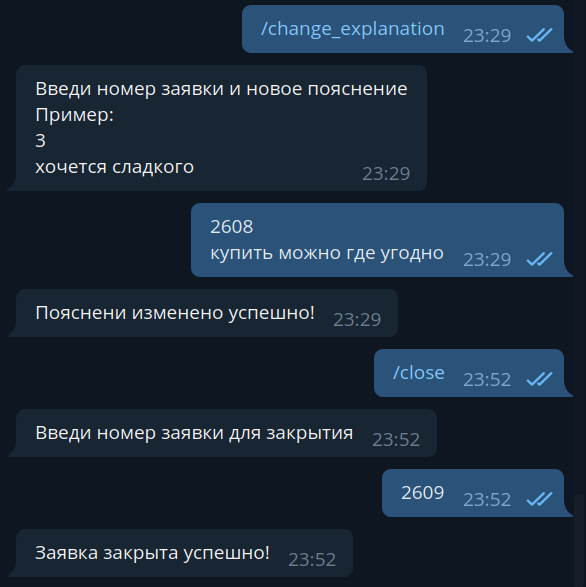 /change_explanation 23:29
Введи номер заявки и новое пояснение
Пример:
3
хочется сладкого 23:29
2608
купить можно где угодно 23:29
Пояснени изменено успешно! 23:29
/close 23:52
Введи номер заявки для закрытия 23:52
2609 23:52
Заявка закрыта успешно! 23:52